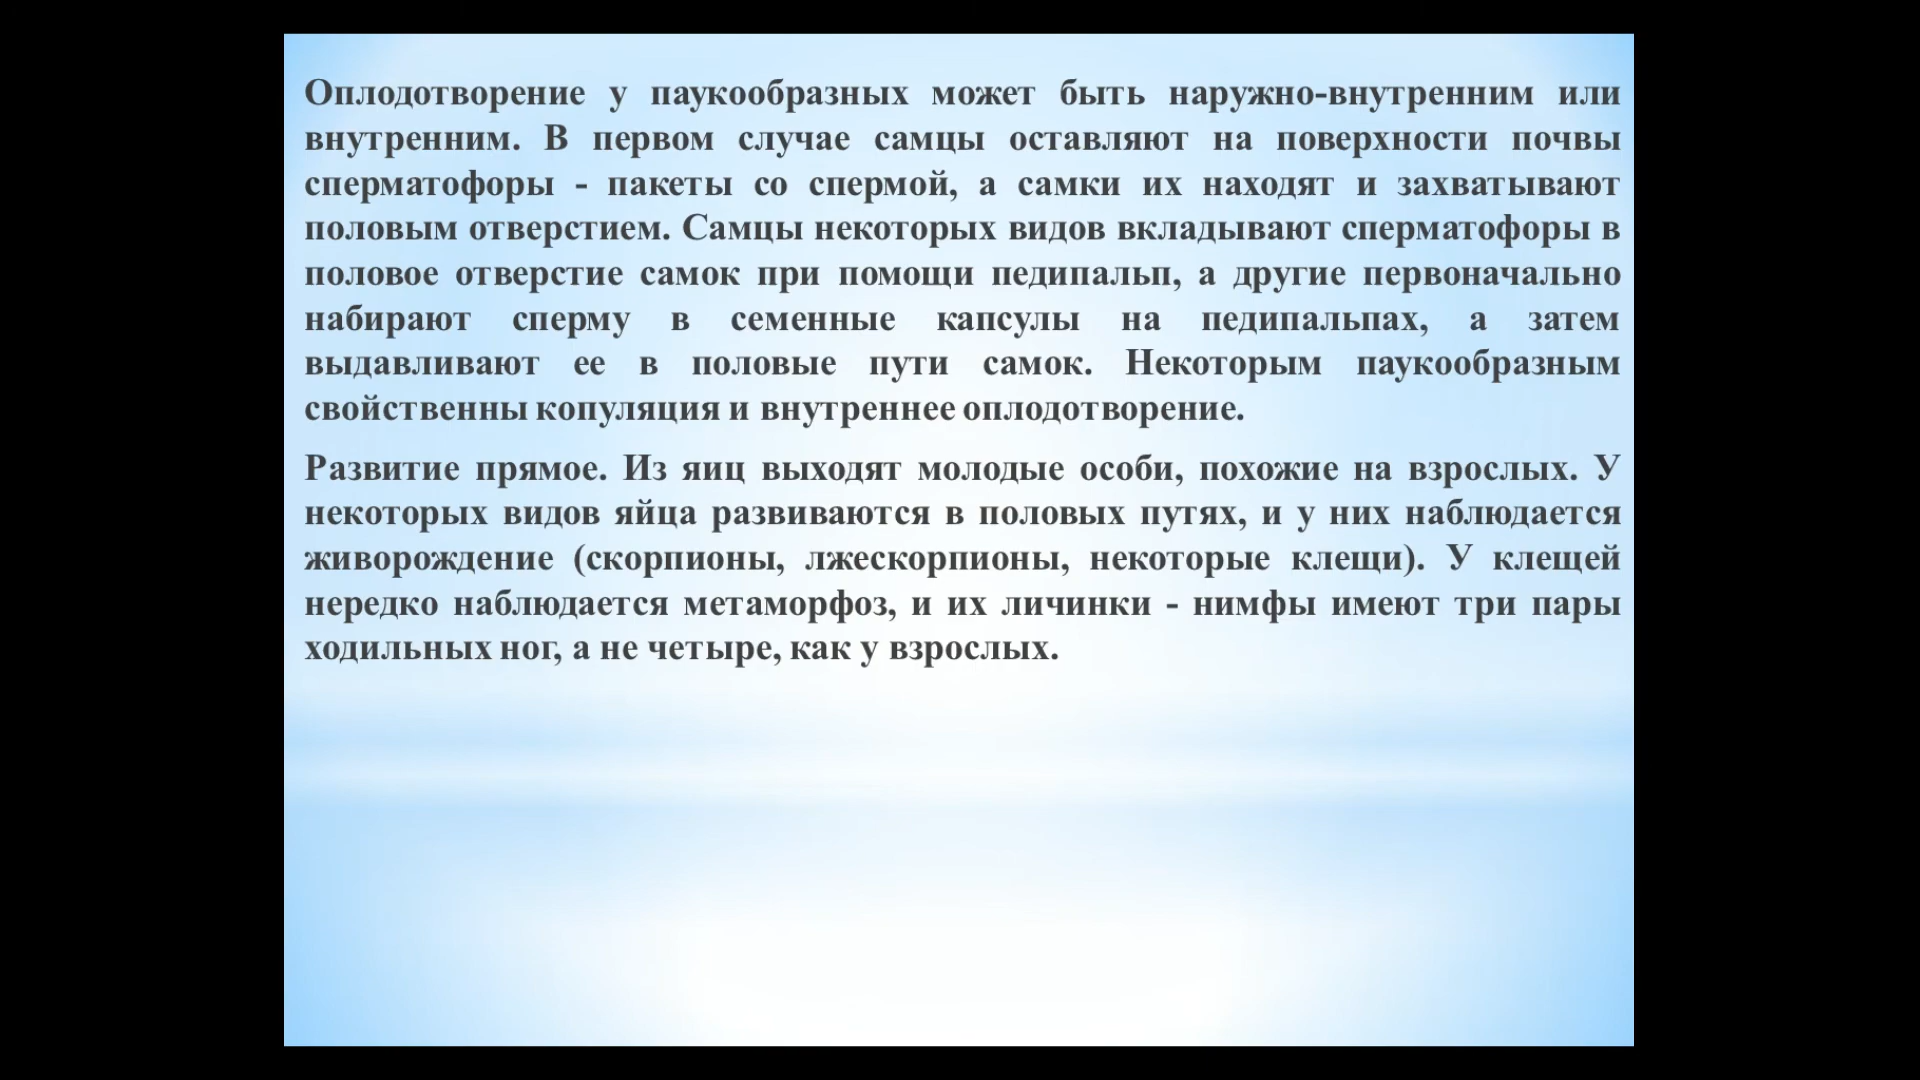 Оплодотворение у паукообразных может быть наружно-внутренним или
внутренним. В первом случае самцы оставляют на поверхности почвы
сперматофоры - пакеты со спермой, а самки их находят и захватывают
половым отверстием. Самцы некоторых видов вкладывают сперматофоры в
половое отверстие самок при помощи педипальп, а другие первоначально
набирают сперму в семенные капсулы на педипальпах, а затем
выдавливают ее в половые пути самок. Некоторым паукообразным
свойственны копуляция и внутреннее оплодотворение.
Развитие прямое. Из яиц выходят молодые особи, похожие на взрослых. У
некоторых видов яйца развиваются в половых путях, и у них наблюдается
живорождение (скорпионы, лжескорпионы, некоторые клещи). У клещей
нередко наблюдается метаморфоз, и их личинки - нимфы имеют три пары
ходильных ног, а не четыре, как у взрослых.